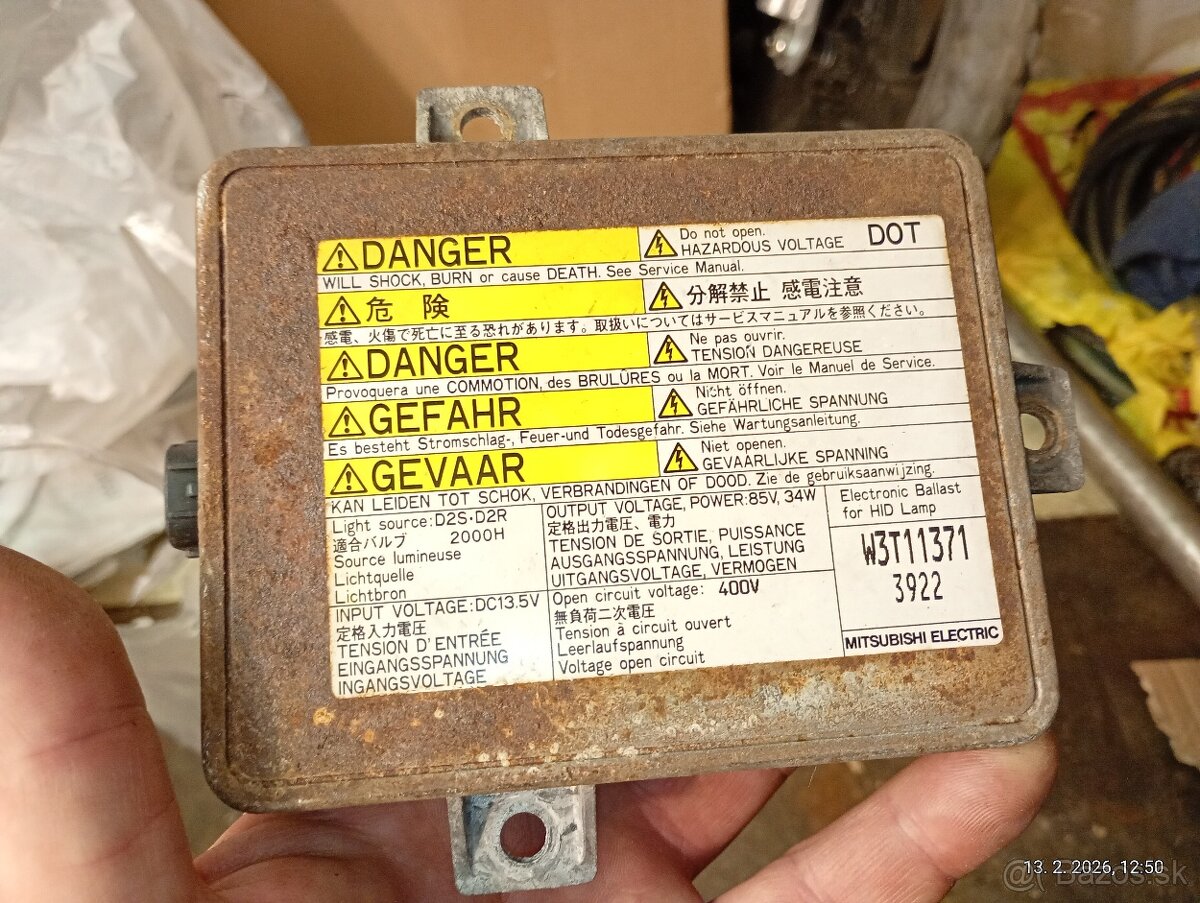 DANGER
Do not open.
HAZARDOUS VOLTAGE
DOT
WILL SHOCK, BURN or cause DEATH. See Service Manual.
危 険
分解禁止 感電注意
感電、火傷で死亡に至る恐れがあります。取扱いについてはサービスマニュアルを参照ください。
DANGER
Ne pas ouvrir.
TENSION DANGEREUSE
Provoquera une COMMOTION, des BRULÛRES ou la MORT. Voir le Manuel de Service.
GEFAHR
Nicht öffnen.
GEFÄHRLICHE SPANNUNG
Es besteht Stromschlag-, Feuer-und Todesgefahr. Siehe Wartungsanleitung.
GEVAAR
Niet openen.
GEVAARLIJKE SPANNING
KAN LEIDEN TOT SCHOK, VERBRANDINGEN OF DOOD. Zie de gebruiksaanwijzing.
Light source:D2S·D2R
適合バルブ 2000H
Source lumineuse
Lichtquelle
Lichtbron
INPUT VOLTAGE:DC13.5V
定格入力電圧
TENSION D'ENTRÉE
EINGANGSSPANNUNG
INGANGSVOLTAGE
OUTPUT VOLTAGE, POWER:85V, 34W
定格出力電圧、電力
TENSION DE SORTIE, PUISSANCE
AUSGANGSSPANNUNG, LEISTUNG
UITGANGSVOLTAGE, VERMOGEN
Open circuit voltage: 400V
無負荷二次電圧
Tension à circuit ouvert
Leerlaufspannung
Voltage open circuit
Electronic Ballast
for HID Lamp
W3T11371
3922
MITSUBISHI ELECTRIC
13. 2. 2026, 12:50
@Bazos.sk